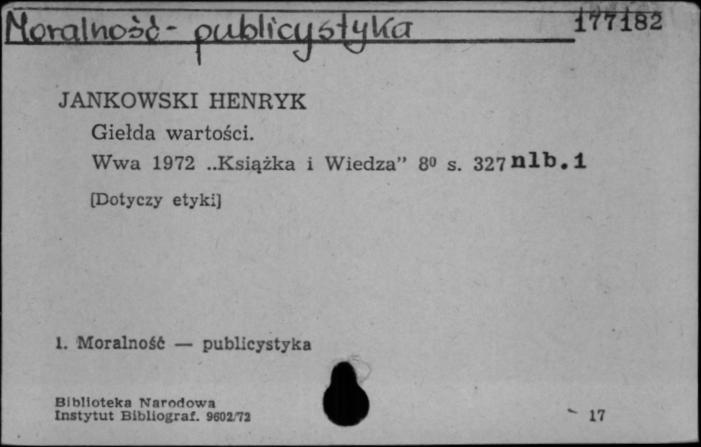 Moralność - publicystyka 177182
JANKOWSKI HENRYK
Giełda wartości.
Wwa 1972 ..Książka i Wiedza" 8⁰ s. 327 nlb.1
[Dotyczy etyki]
1. Moralność — publicystyka
Biblioteka Narodowa
Instytut Bibliograf. 9602/72
17